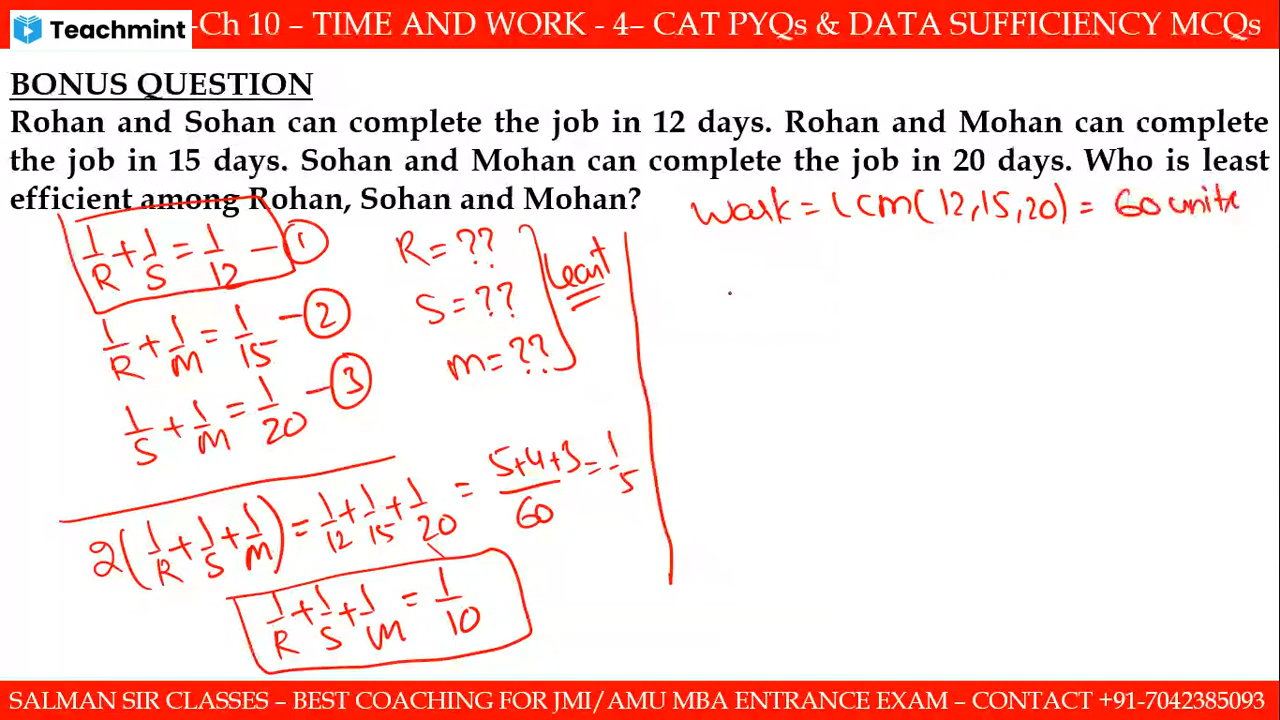 Teachmint
-Ch 10 – TIME AND WORK - 4– CAT PYQs & DATA SUFFICIENCY MCQs
BONUS QUESTION
Rohan and Sohan can complete the job in 12 days. Rohan and Mohan can complete
the job in 15 days. Sohan and Mohan can complete the job in 20 days. Who is least
efficient among Rohan, Sohan and Mohan?
Work = LCM(12,15,20) = 60 units
1/R + 1/S = 1/12 – ①
1/R + 1/M = 1/15 – ②
1/S + 1/M = 1/20 – ③
R = ??
S = ??
M = ??
Least
2(1/R + 1/S + 1/M) = 1/12 + 1/15 + 1/20 = 5+4+3/60 = 1/5
1/R + 1/S + 1/M = 1/10
SALMAN SIR CLASSES – BEST COACHING FOR JMI/AMU MBA ENTRANCE EXAM – CONTACT +91-7042385093